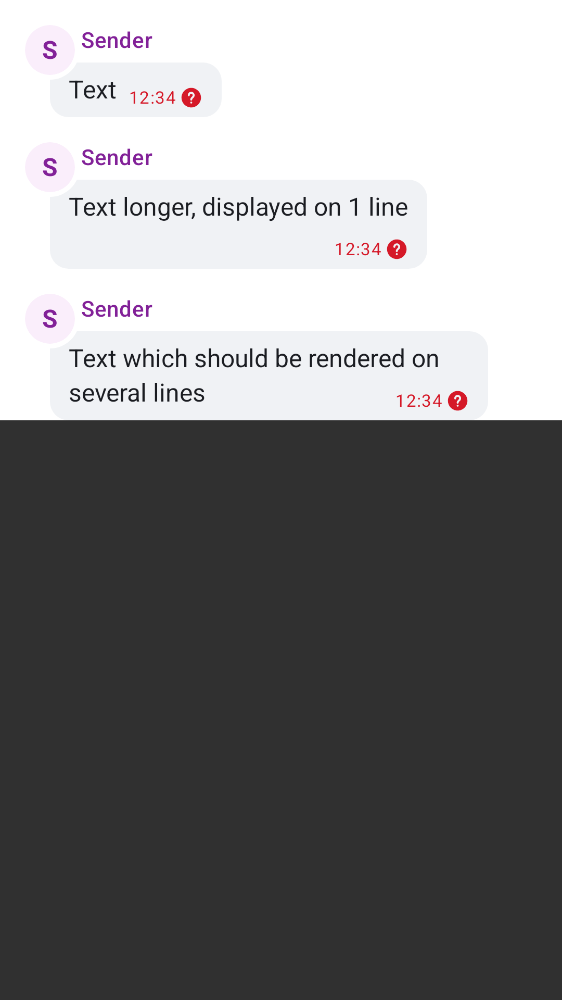 S Sender
Text 12:34 ?
S Sender
Text longer, displayed on 1 line
12:34 ?
S Sender
Text which should be rendered on
several lines 12:34 ?